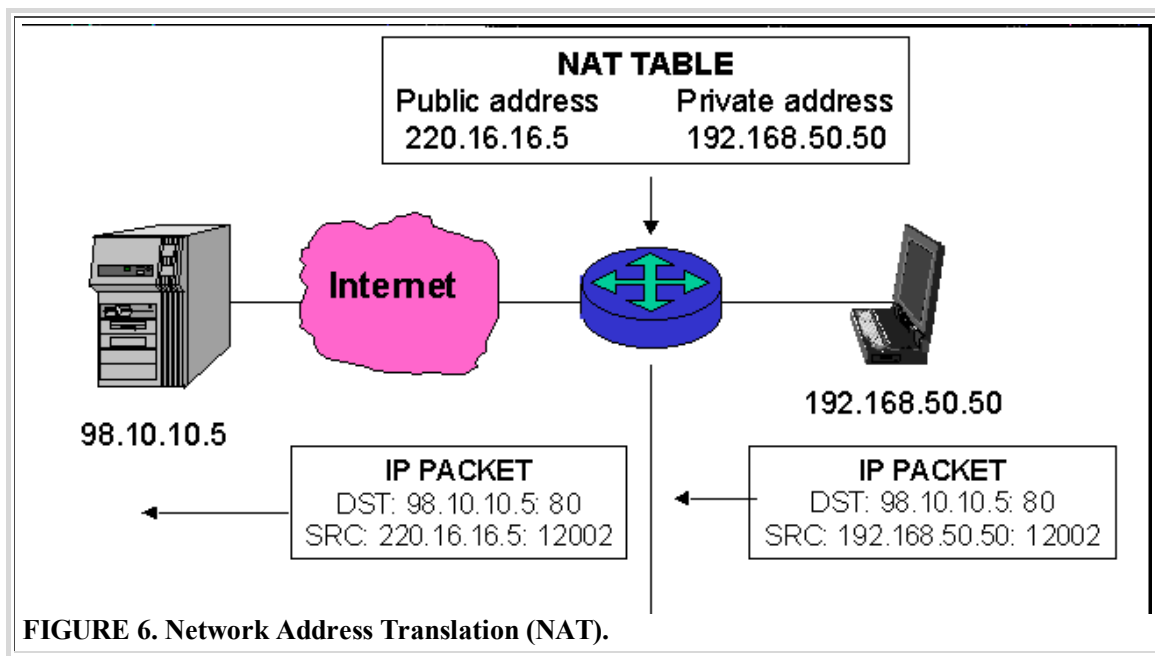 NAT TABLE
Public address Private address
220.16.16.5 192.168.50.50
Internet
98.10.10.5
192.168.50.50
IP PACKET
DST: 98.10.10.5: 80
SRC: 220.16.16.5: 12002
IP PACKET
DST: 98.10.10.5: 80
SRC: 192.168.50.50: 12002
FIGURE 6. Network Address Translation (NAT).